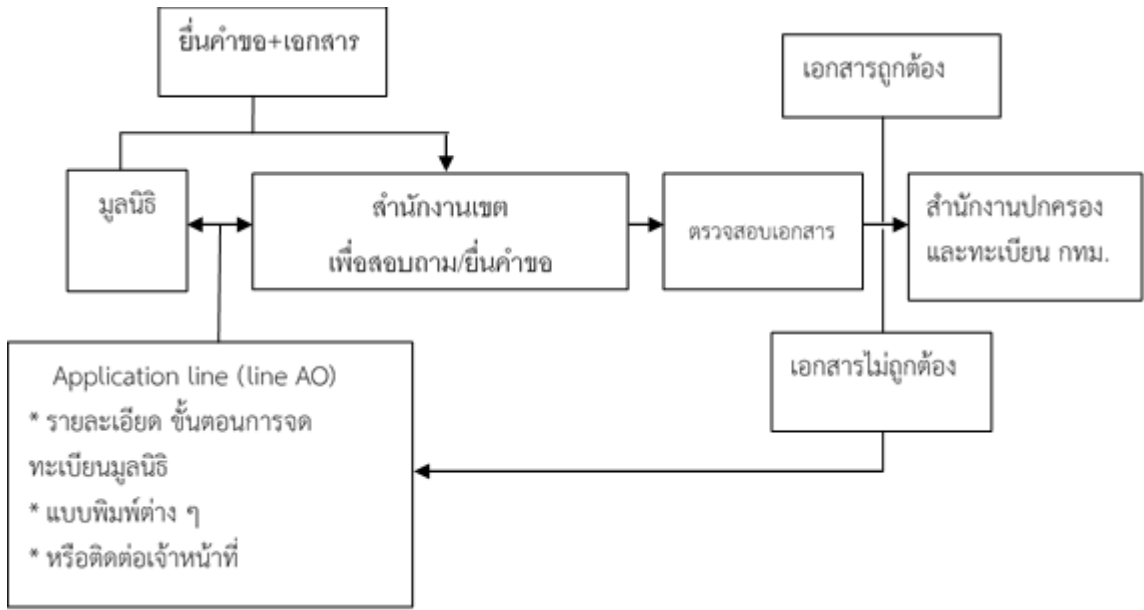 ยื่นคำขอ+เอกสาร
เอกสารถูกต้อง
มูลนิธิ
สำนักงานเขต
เพื่อสอบถาม/ยื่นคำขอ
ตรวจสอบเอกสาร
สำนักงานปกครอง
และทะเบียน กทม.
Application line (line AO)
* รายละเอียด ขั้นตอนการจด
ทะเบียนมูลนิธิ
* แบบพิมพ์ต่าง ๆ
* หรือติดต่อเจ้าหน้าที่
เอกสารไม่ถูกต้อง